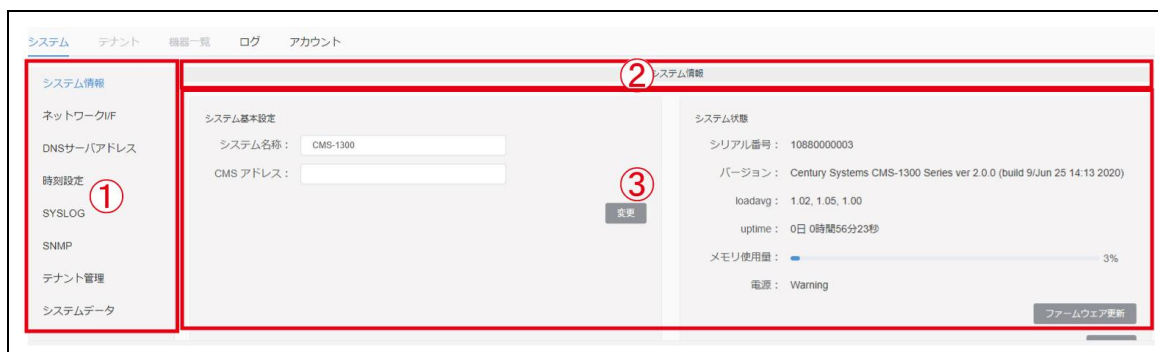 システム テナント 機器一覧 ログ アカウント
システム情報
ネットワークI/F
DNSサーバアドレス
時刻設定
SYSLOG
SNMP
テナント管理
システムデータ
①
②
システム情報
システム基本設定
システム名称： CMS-1300
CMS アドレス：
変更
③
システム状態
シリアル番号： 10880000003
バージョン： Century Systems CMS-1300 Series ver 2.0.0 (build 9/Jun 25 14:13 2020)
loadavg： 1.02, 1.05, 1.00
uptime： 0日 0時間56分23秒
メモリ使用量： 3%
電源： Warning
ファームウェア更新